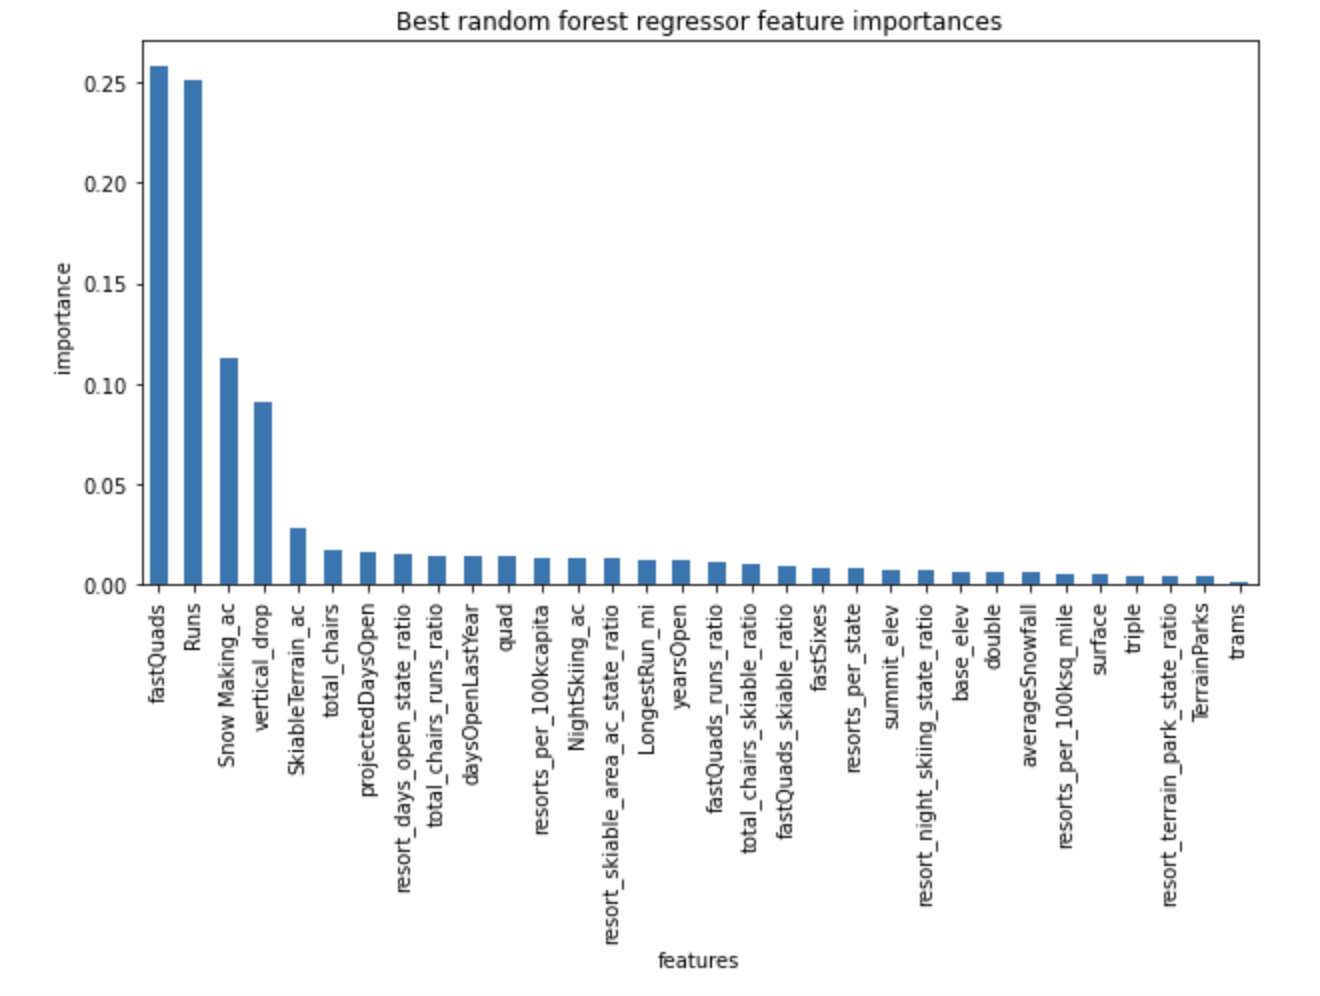 Best random forest regressor feature importances
importance
0.25
0.20
0.15
0.10
0.05
0.00
fastQuads
Runs
Snow Making_ac
vertical_drop
SkiableTerrain_ac
total_chairs
projectedDaysOpen
resort_days_open_state_ratio
total_chairs_runs_ratio
daysOpenLastYear
quad
resorts_per_100kcapita
NightSkiing_ac
resort_skiable_area_ac_state_ratio
LongestRun_mi
yearsOpen
fastQuads_runs_ratio
total_chairs_skiable_ratio
fastQuads_skiable_ratio
fastSixes
resorts_per_state
summit_elev
resort_night_skiing_state_ratio
base_elev
double
averageSnowfall
resorts_per_100ksq_mile
surface
triple
resort_terrain_park_state_ratio
TerrainParks
trams
features